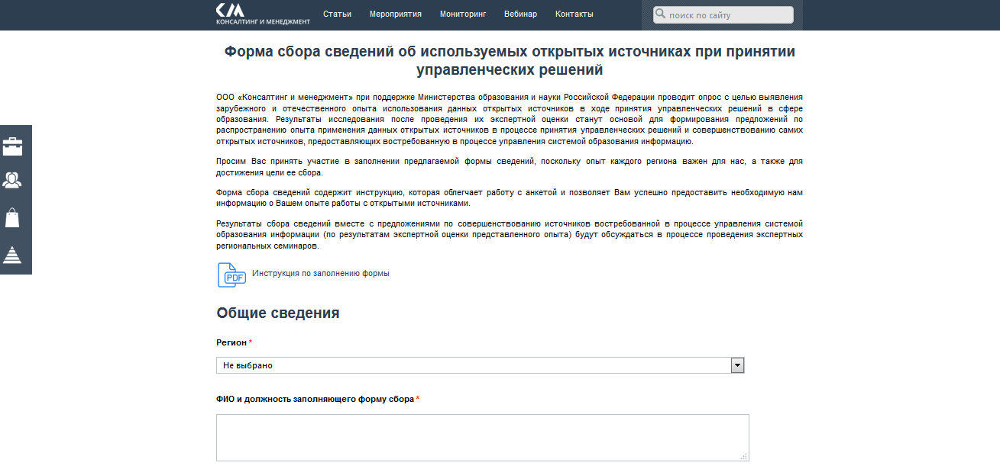 КОНСАЛТИНГ И МЕНЕДЖМЕНТ
Статьи Мероприятия Мониторинг Вебинар Контакты
поиск по сайту
Форма сбора сведений об используемых открытых источниках при принятии
управленческих решений
ООО «Консалтинг и менеджмент» при поддержке Министерства образования и науки Российской Федерации проводит опрос с целью выявления
зарубежного и отечественного опыта использования данных открытых источников в ходе принятия управленческих решений в сфере
образования. Результаты исследования после проведения их экспертной оценки станут основой для формирования предложений по
распространению опыта применения данных открытых источников в процессе принятия управленческих решений и совершенствованию самих
открытых источников, предоставляющих востребованную в процессе управления системой образования информацию.
Просим Вас принять участие в заполнении предлагаемой формы сведений, поскольку опыт каждого региона важен для нас, а также для
достижения цели ее сбора.
Форма сбора сведений содержит инструкцию, которая облегчает работу с анкетой и позволяет Вам успешно предоставить необходимую нам
информацию о Вашем опыте работы с открытыми источниками.
Результаты сбора сведений вместе с предложениями по совершенствованию источников востребованной в процессе управления системой
образования информации (по результатам экспертной оценки представленного опыта) будут обсуждаться в процессе проведения экспертных
региональных семинаров.
PDF Инструкция по заполнению формы
Общие сведения
Регион *
Не выбрано
ФИО и должность заполняющего форму сбора *